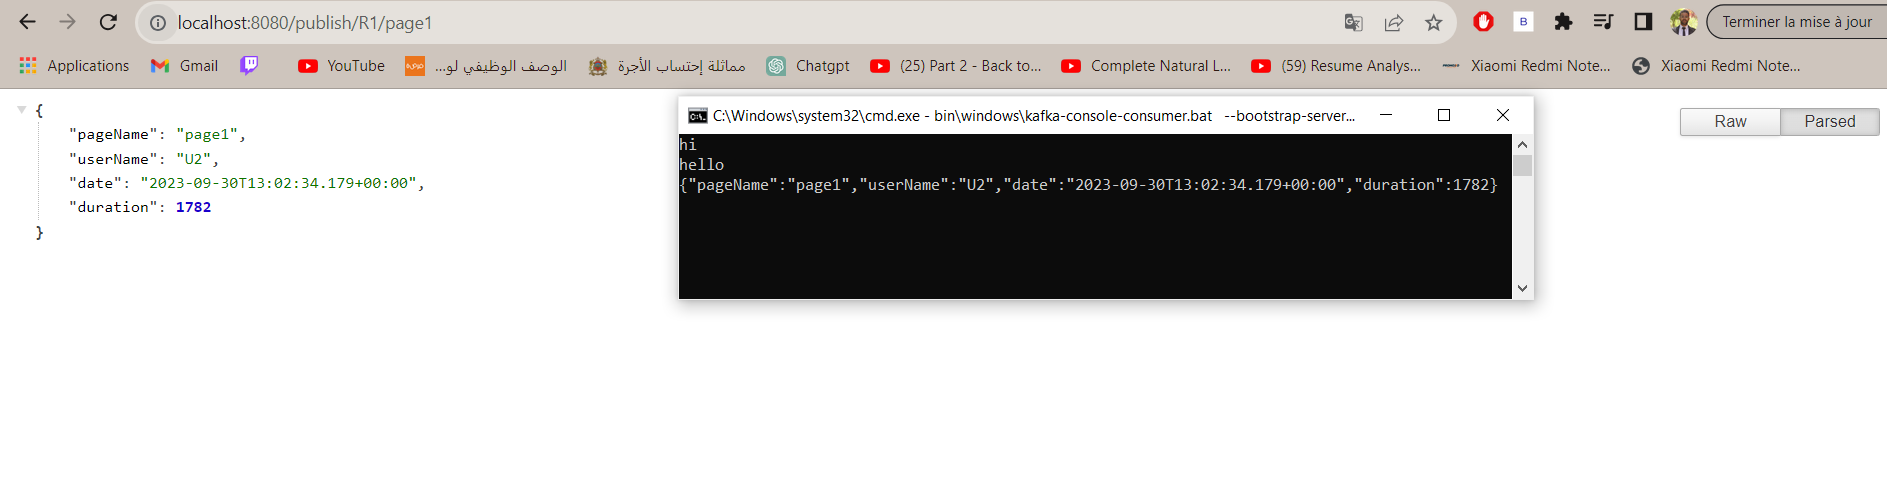 localhost:8080/publish/R1/page1
Terminer la mise à jour
Applications Gmail YouTube الوصف الوظيفي لو... مماثلة إحتساب الأجرة Chatgpt (25) Part 2 - Back to... Complete Natural L... (59) Resume Analys... Xiaomi Redmi Note... Xiaomi Redmi Note...
{
"pageName": "page1",
"userName": "U2",
"date": "2023-09-30T13:02:34.179+00:00",
"duration": 1782
}
C:\Windows\system32\cmd.exe - bin\windows\kafka-console-consumer.bat --bootstrap-server...
hi
hello
{"pageName":"page1","userName":"U2","date":"2023-09-30T13:02:34.179+00:00","duration":1782}
Raw Parsed